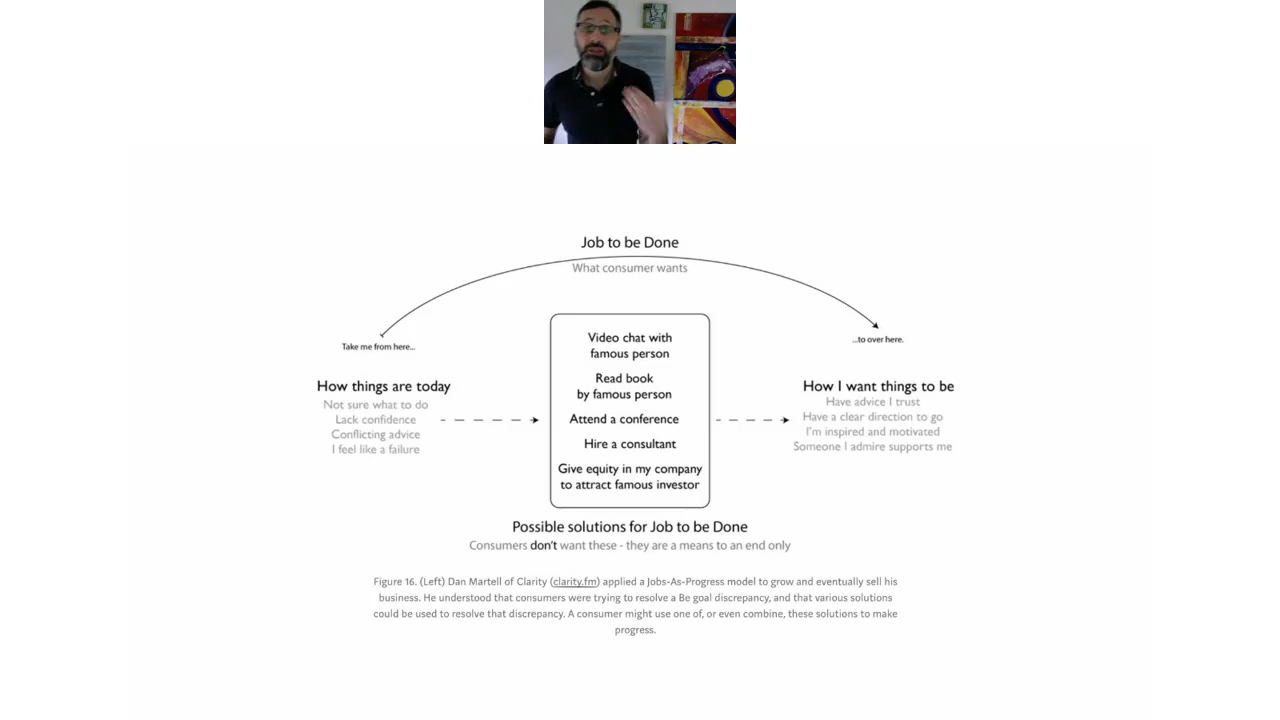 Job to be Done
What consumer wants
Take me from here...
...to over here.
How things are today
Not sure what to do
Lack confidence
Conflicting advice
I feel like a failure
Video chat with
famous person
Read book
by famous person
Attend a conference
Hire a consultant
Give equity in my company
to attract famous investor
How I want things to be
Have advice I trust
Have a clear direction to go
I'm inspired and motivated
Someone I admire supports me
Possible solutions for Job to be Done
Consumers don't want these - they are a means to an end only
Figure 16. (Left) Dan Martell of Clarity (clarity.fm) applied a Jobs-As-Progress model to grow and eventually sell his
business. He understood that consumers were trying to resolve a Be goal discrepancy, and that various solutions
could be used to resolve that discrepancy. A consumer might use one of, or even combine, these solutions to make
progress.